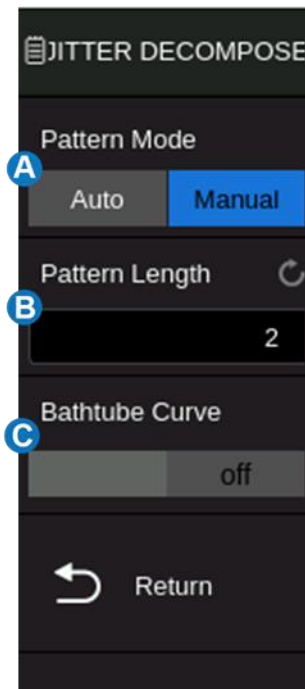 JITTER DECOMPOSE
Pattern Mode
A
Auto Manual
Pattern Length
B
2
Bathtube Curve
C
off
Return